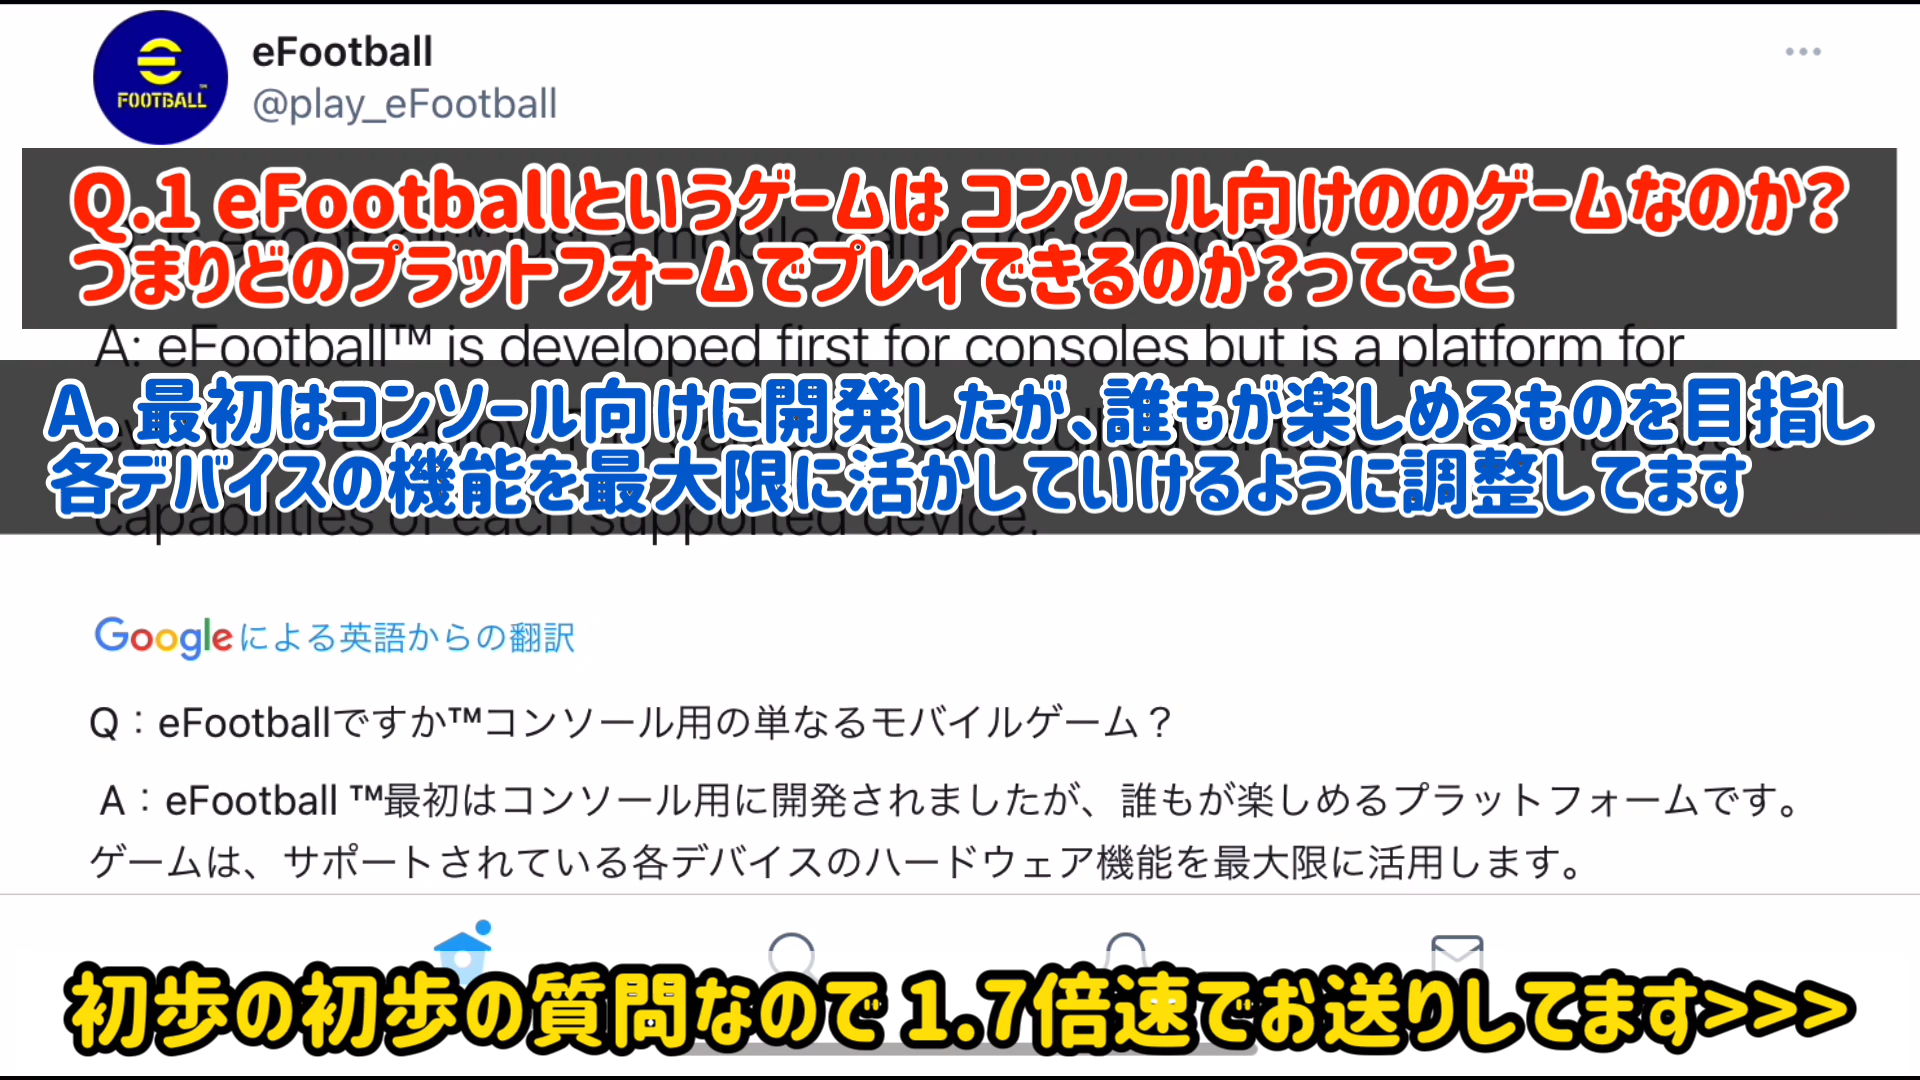 eFootball
@play_eFootball
FOOTBALL™
Q.1 eFootballというゲームは コンソール向けののゲームなのか?
つまりどのプラットフォームでプレイできるのか?ってこと
A: eFootball™ is developed first for consoles but is a platform for
A. 最初はコンソール向けに開発したが、誰もが楽しめるものを目指し
各デバイスの機能を最大限に活かしていけるように調整してます
capabilities of each supported device.
Googleによる英語からの翻訳
Q：eFootballですか™コンソール用の単なるモバイルゲーム？
A：eFootball ™最初はコンソール用に開発されましたが、誰もが楽しめるプラットフォームです。
ゲームは、サポートされている各デバイスのハードウェア機能を最大限に活用します。
初歩の初歩の質問なので 1.7倍速でお送りしてます>>>